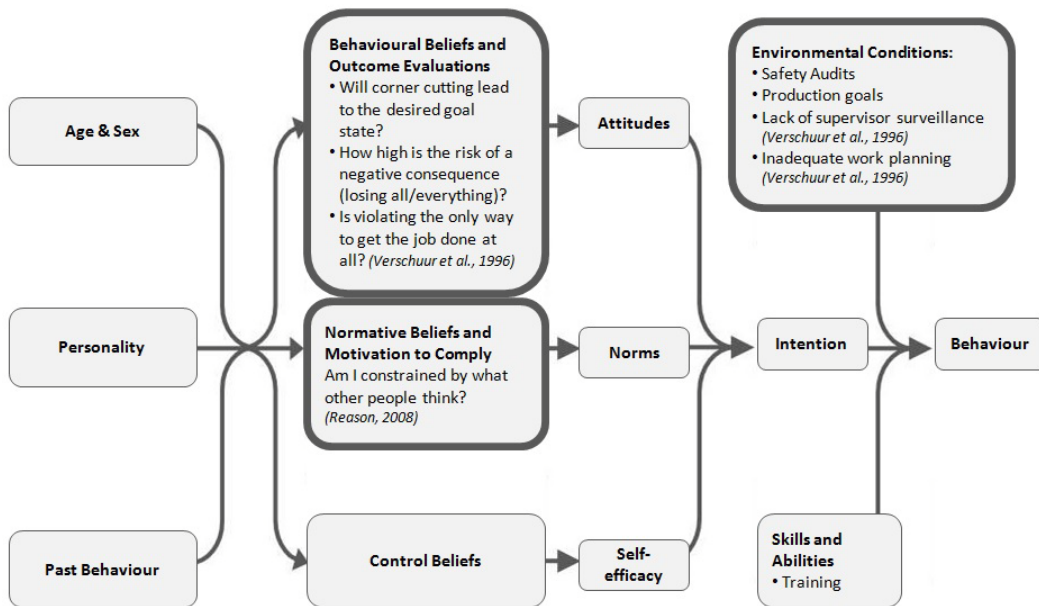 Age & Sex
Personality
Past Behaviour
Behavioural Beliefs and
Outcome Evaluations
• Will corner cutting lead
to the desired goal
state?
• How high is the risk of a
negative consequence
(losing all/everything)?
• Is violating the only way
to get the job done at
all? (Verschuur et al., 1996)
Normative Beliefs and
Motivation to Comply
Am I constrained by what
other people think?
(Reason, 2008)
Control Beliefs
Attitudes
Norms
Self-
efficacy
Intention
Environmental Conditions:
• Safety Audits
• Production goals
• Lack of supervisor surveillance
(Verschuur et al., 1996)
• Inadequate work planning
(Verschuur et al., 1996)
Skills and
Abilities
• Training
Behaviour